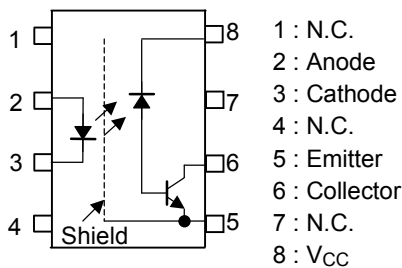 1
2
3
4
Shield
8
7
6
5
1 : N.C.
2 : Anode
3 : Cathode
4 : N.C.
5 : Emitter
6 : Collector
7 : N.C.
8 : VCC